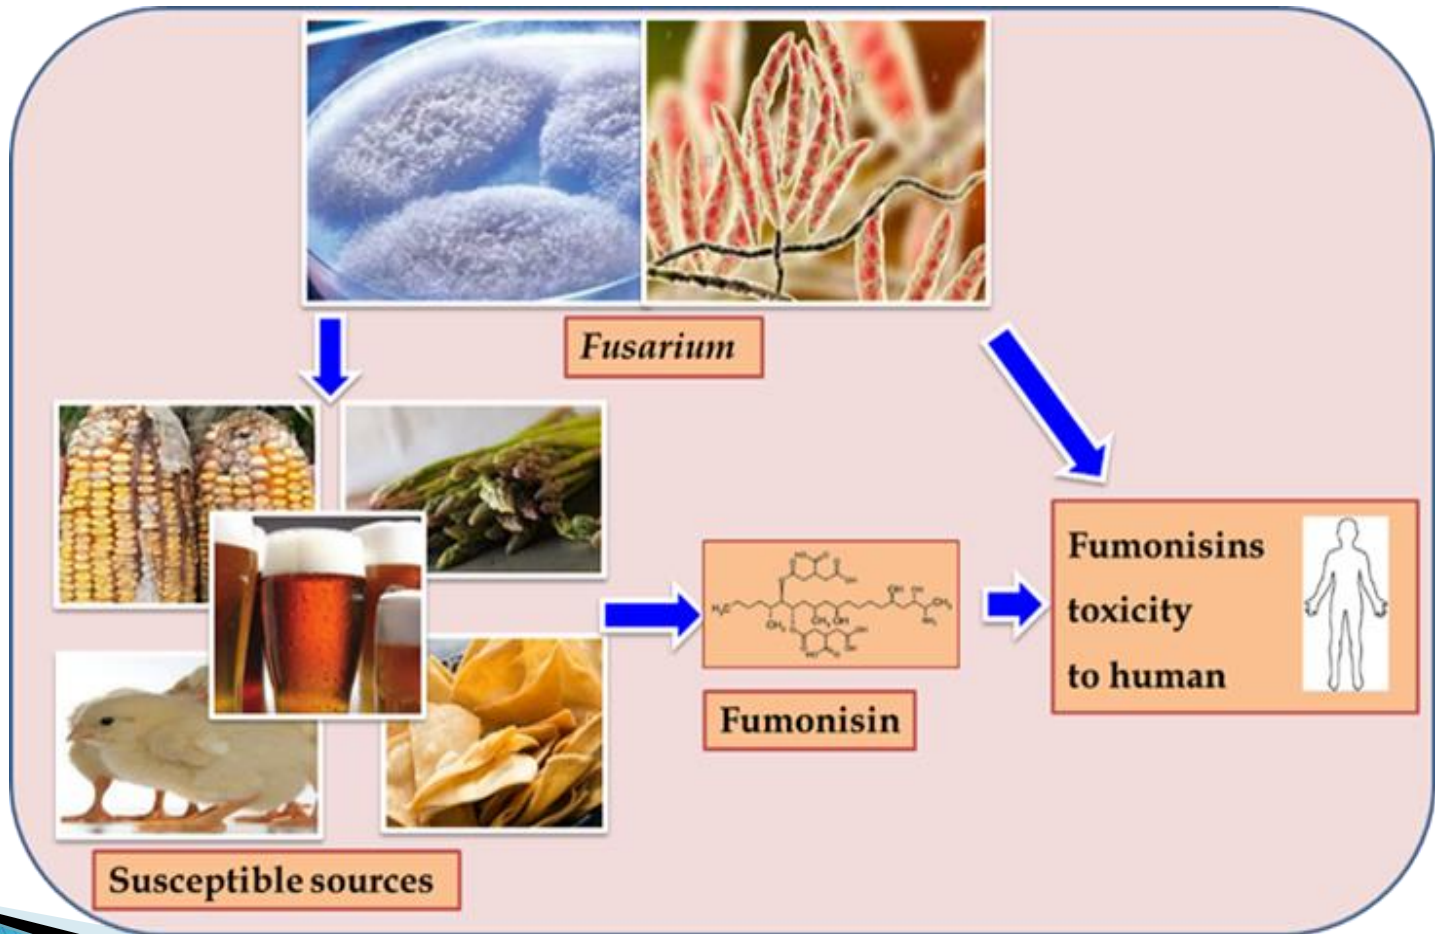 Fusarium
Fumonisins
toxicity
to human
Fumonisin
Susceptible sources